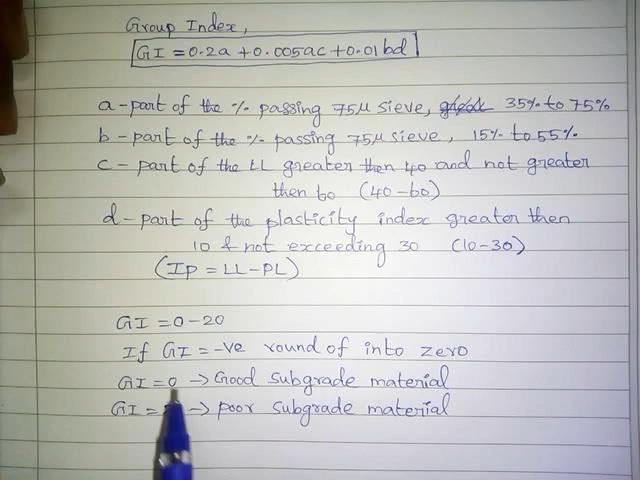 Group Index,
GI = 0.2a + 0.005ac + 0.01bd
a - part of the % passing 75μ sieve, 35% to 75%
b - part of the % passing 75μ sieve, 15% to 55%
c - part of the LL greater then 40 and not greater
then 60 (40-60)
d - part of the plasticity index greater then
10 & not exceeding 30 (10-30)
(Ip = LL - PL)
GI = 0-20
If GI = -ve round of into zero
GI = 0 → Good subgrade material
GI = → poor subgrade material